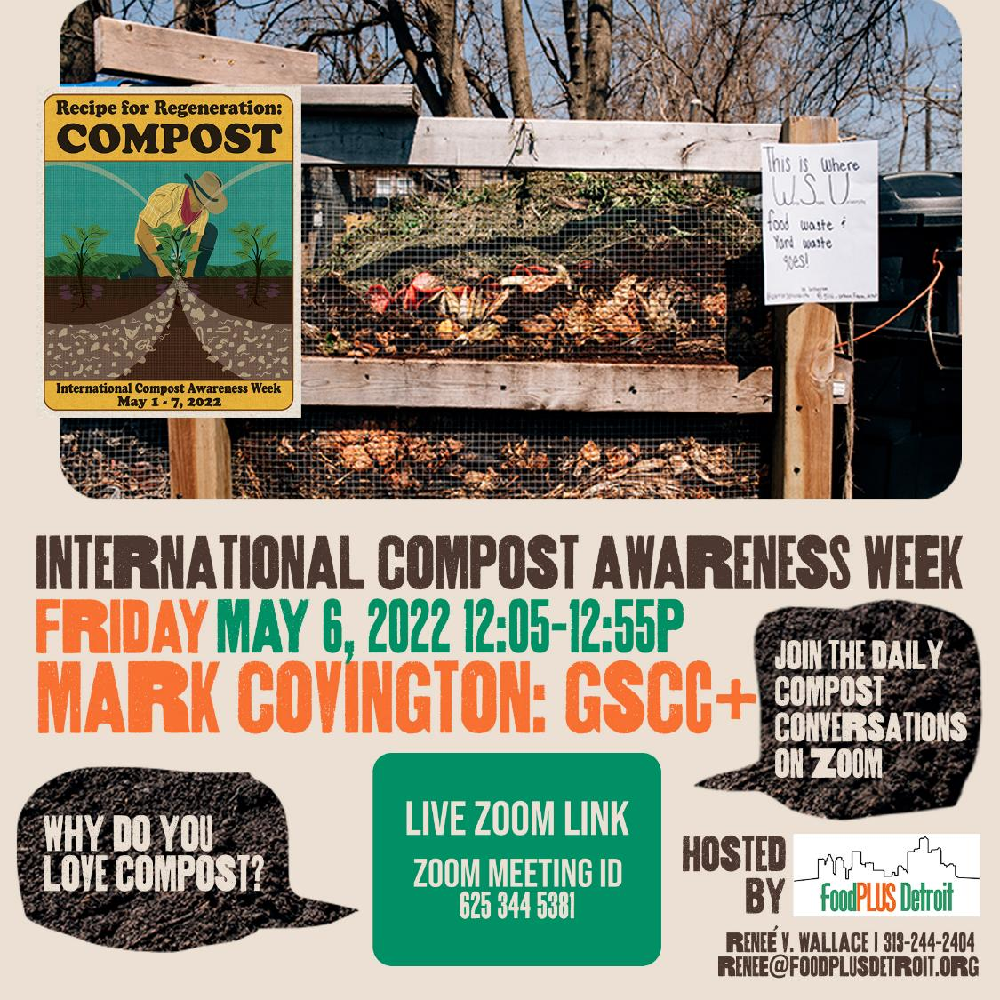 Recipe for Regeneration:
COMPOST
International Compost Awareness Week
May 1 - 7, 2022
This is where
W.S.U.
food waste &
Yard waste
goes!
INTERNATIONAL COMPOST AWARENESS WEEK
FRIDAY MAY 6, 2022 12:05-12:55P
MARK COVINGTON: GSCC+
JOIN THE DAILY
COMPOST
CONVERSATIONS
ON ZOOM
WHY DO YOU
LOVE COMPOST?
LIVE ZOOM LINK
ZOOM MEETING ID
625 344 5381
HOSTED
BY
FoodPLUS Detroit
RENEÉ V. WALLACE | 313-244-2404
RENEE@FOODPLUSDETROIT.ORG